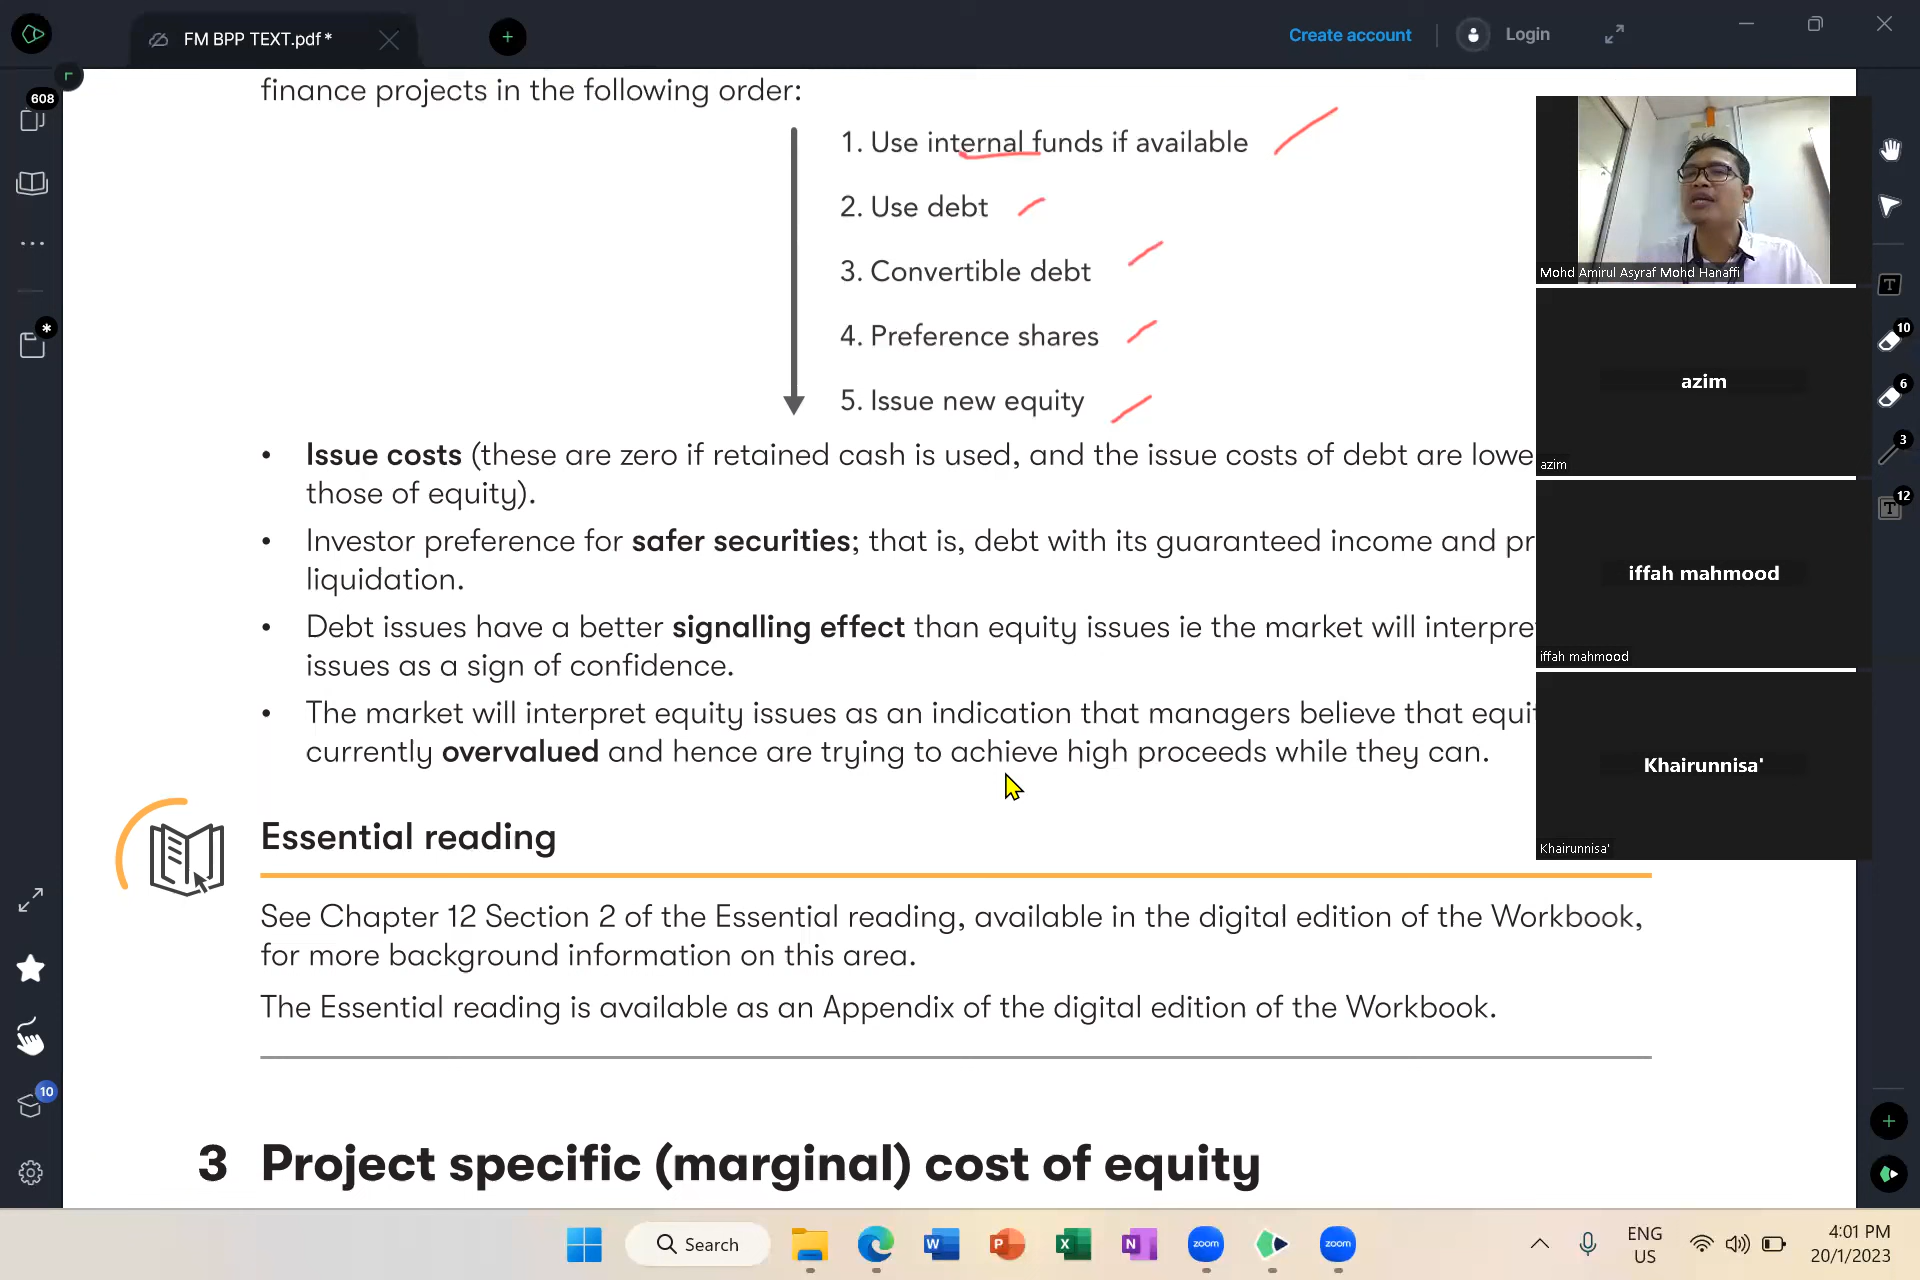 FM BPP TEXT.pdf *
Create account
Login
608
finance projects in the following order:
1. Use internal funds if available
2. Use debt
3. Convertible debt
4. Preference shares
5. Issue new equity
• Issue costs (these are zero if retained cash is used, and the issue costs of debt are lowe
those of equity).
• Investor preference for safer securities; that is, debt with its guaranteed income and pr
liquidation.
• Debt issues have a better signalling effect than equity issues ie the market will interpre
issues as a sign of confidence.
• The market will interpret equity issues as an indication that managers believe that equit
currently overvalued and hence are trying to achieve high proceeds while they can.
Essential reading
See Chapter 12 Section 2 of the Essential reading, available in the digital edition of the Workbook,
for more background information on this area.
The Essential reading is available as an Appendix of the digital edition of the Workbook.
3 Project specific (marginal) cost of equity
Mohd Amirul Asyraf Mohd Hanaffi
azim
azim
iffah mahmood
iffah mahmood
Khairunnisa'
Khairunnisa'
T
10
6
3
T
12
10
Search
W
P
X
N
zoom
zoom
ENG
US
4:01 PM
20/1/2023